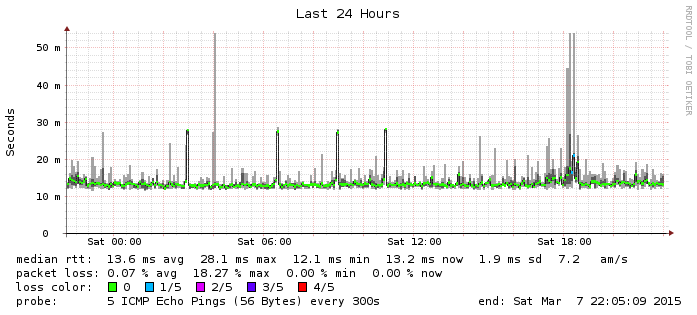 Last 24 Hours
RRDTOOL / TOBI OETIKER
Seconds
50 m
40 m
30 m
20 m
10 m
0
Sat 00:00 Sat 06:00 Sat 12:00 Sat 18:00
median rtt: 13.6 ms avg 28.1 ms max 12.1 ms min 13.2 ms now 1.9 ms sd 7.2 am/s
packet loss: 0.07 % avg 18.27 % max 0.00 % min 0.00 % now
loss color: 0 1/5 2/5 3/5 4/5
probe: 5 ICMP Echo Pings (56 Bytes) every 300s end: Sat Mar 7 22:05:09 2015